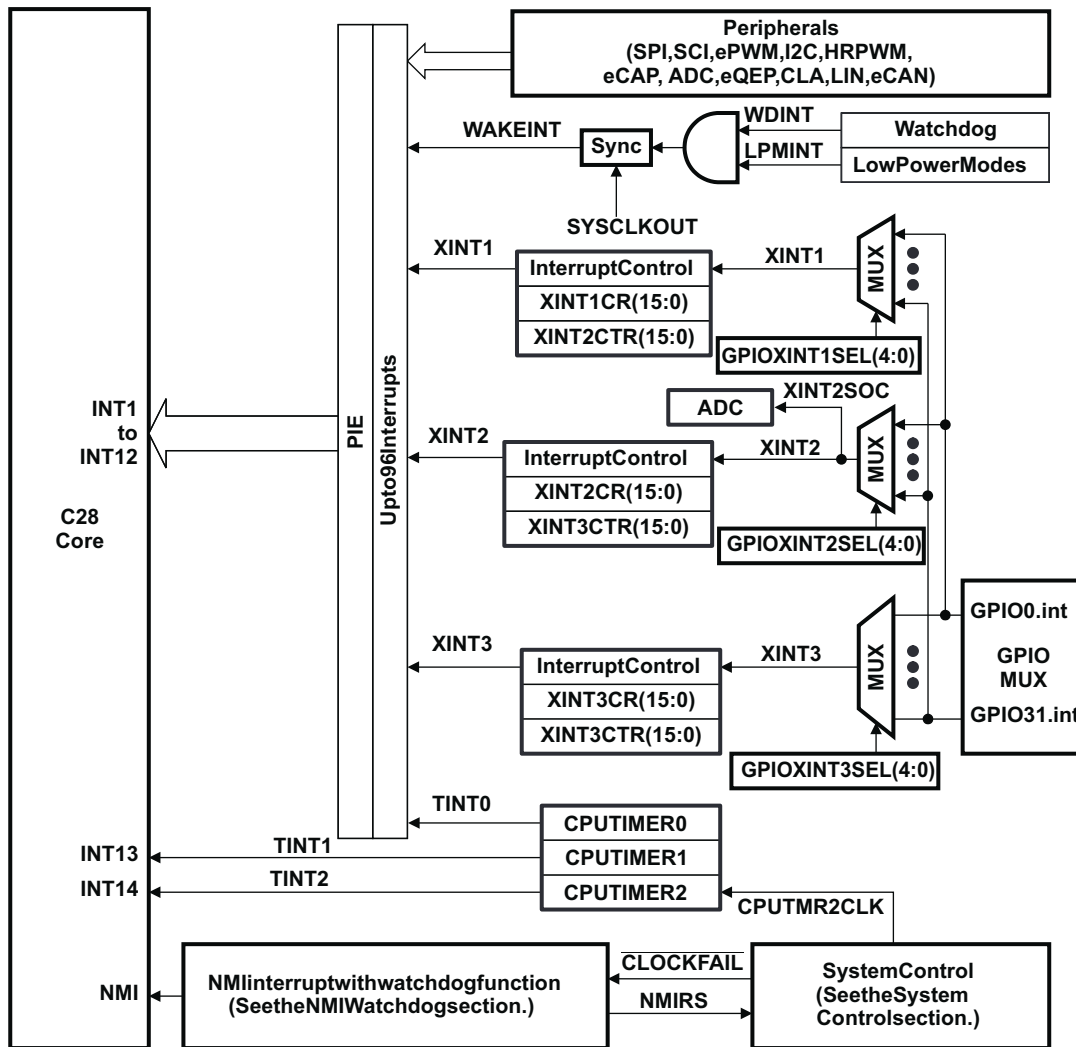 Peripherals
(SPI,SCI,ePWM,I2C,HRPWM,
eCAP, ADC,eQEP,CLA,LIN,eCAN)
WDINT
Watchdog
WAKEINT
Sync
LPMINT
LowPowerModes
SYSCLKOUT
XINT1
InterruptControl
XINT1
MUX
XINT1CR(15:0)
XINT2CTR(15:0)
GPIOXINT1SEL(4:0)
INT1
to
INT12
PIE
Upto96Interrupts
ADC
XINT2SOC
XINT2
InterruptControl
XINT2
MUX
XINT2CR(15:0)
XINT3CTR(15:0)
GPIOXINT2SEL(4:0)
C28
Core
GPIO0.int
GPIO
MUX
GPIO31.int
XINT3
InterruptControl
XINT3
MUX
XINT3CR(15:0)
XINT3CTR(15:0)
GPIOXINT3SEL(4:0)
TINT0
CPUTIMER0
INT13
TINT1
CPUTIMER1
INT14
TINT2
CPUTIMER2
CPUTMR2CLK
NMI
NMIinterruptwithwatchdogfunction
(SeetheNMIWatchdogsection.)
CLOCKFAIL
NMIRS
SystemControl
(SeetheSystem
Controlsection.)